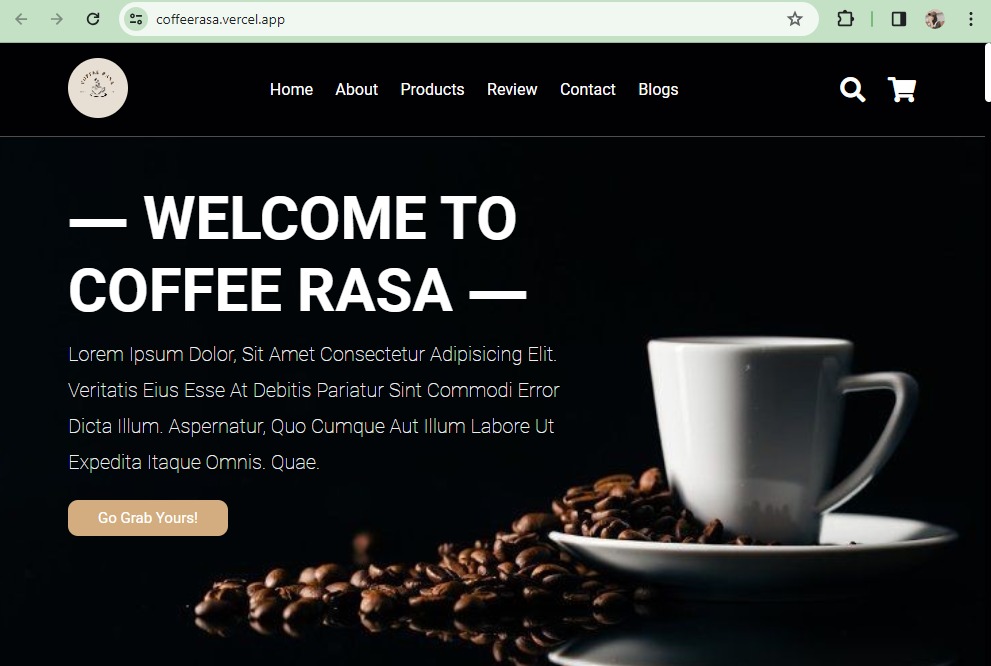 coffeerasa.vercel.app
COFFEE RASA
Home About Products Review Contact Blogs
— WELCOME TO
COFFEE RASA —
Lorem Ipsum Dolor, Sit Amet Consectetur Adipisicing Elit.
Veritatis Eius Esse At Debitis Pariatur Sint Commodi Error
Dicta Illum. Aspernatur, Quo Cumque Aut Illum Labore Ut
Expedita Itaque Omnis. Quae.
Go Grab Yours!